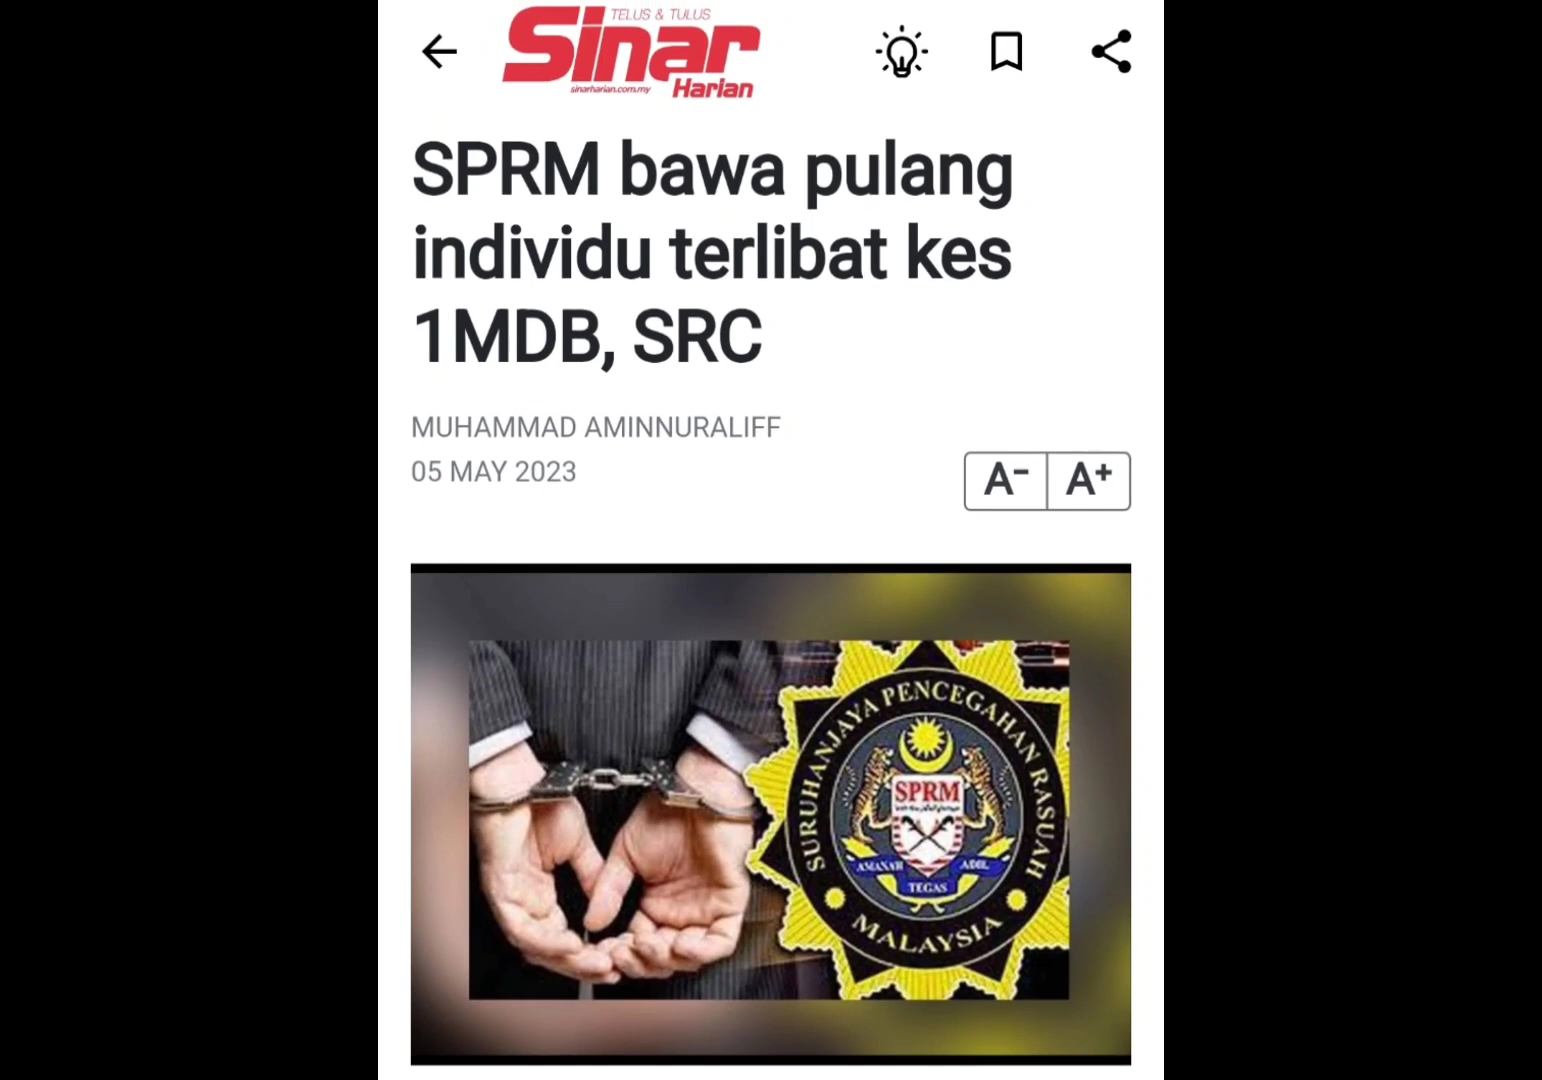 TELUS & TULUS
Sinar
Harian
sinarharian.com.my
SPRM bawa pulang
individu terlibat kes
1MDB, SRC
MUHAMMAD AMINNURALIFF
05 MAY 2023
A-
A+
SURUHANJAYA PENCEGAHAN RASUAH
SPRM
AMANAH
ADIL
TEGAS
MALAYSIA